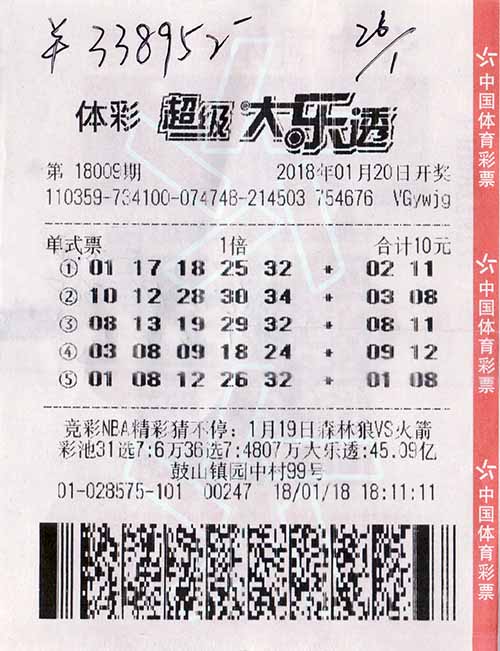 ¥ 338952- 26/1
体彩 超级大乐透
第 18009期 2018年01月20日开奖
110359-734100-074748-214503 754676 VGywjg
单式票 1倍 合计10元
① 01 17 18 25 32 * 02 11
② 10 12 28 30 34 * 03 08
③ 08 13 19 29 32 * 08 11
④ 03 08 09 18 24 * 09 12
⑤ 01 08 12 26 32 * 01 08
竞彩NBA精彩猜不停：1月19日森林狼VS火箭
彩池31选7:6万36选7:4807万大乐透:45.09亿
鼓山镇园中村99号
01-028575-101 00247 18/01/18 18:11:11
中国体育彩票
中国体育彩票
中国体育彩票